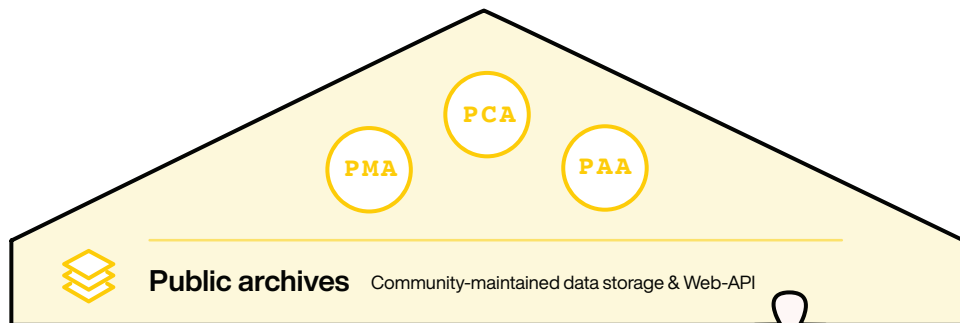 PCA
PMA
PAA
Public archives Community-maintained data storage & Web-API